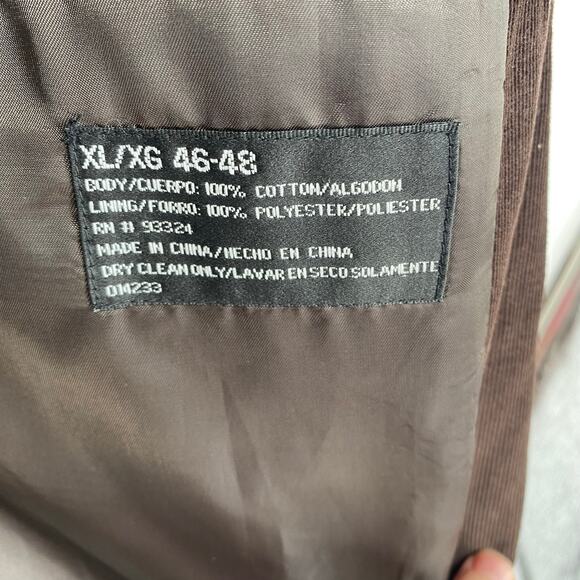 XL/XG 46-48
BODY/CUERPO: 100% COTTON/ALGODON
LINING/FORRO: 100% POLYESTER/POLIESTER
RN # 93324
MADE IN CHINA/HECHO EN CHINA
DRY CLEAN ONLY/LAVAR EN SECO SOLAMENTE
014233